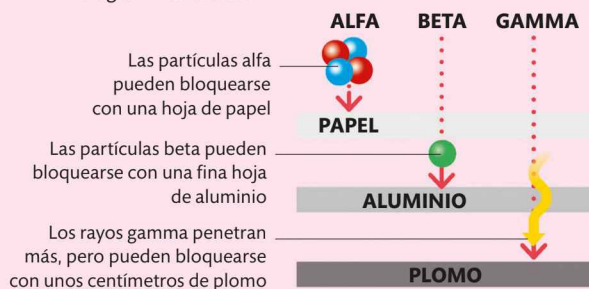 ALFA BETA GAMMA
Las partículas alfa
pueden bloquearse
con una hoja de papel
PAPEL
Las partículas beta pueden
bloquearse con una fina hoja
de aluminio
ALUMINIO
Los rayos gamma penetran
más, pero pueden bloquearse
con unos centímetros de plomo
PLOMO